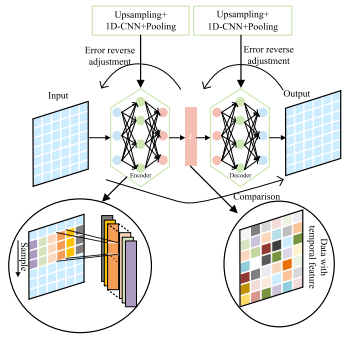 Upsampling+
1D-CNN+Pooling
Upsampling+
1D-CNN+Pooling
Error reverse
adjustment
Error reverse
adjustment
Input
Output
Encoder
Decoder
Comparison
Sample
Data with
temporal feature